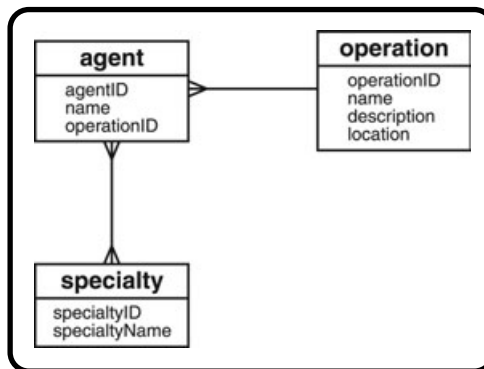 agent
agentID
name
operationID
operation
operationID
name
description
location
specialty
specialtyID
specialtyName